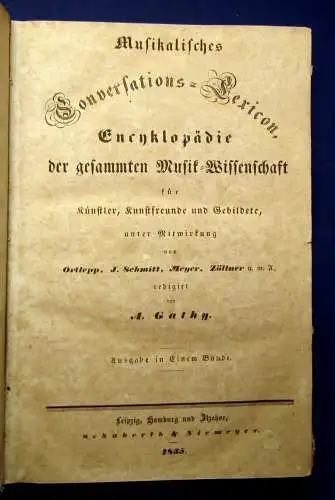 Musikalisches
Conversations-Lexicon,
Encyklopädie
der gesammten Musik-Wissenschaft
für
Künstler, Kunstfreunde und Gebildete,
unter Mitwirkung
von
Ortlepp, J. Schmitt, Meyer, Zöllner u. m. A.
redigirt
von
A. Gathy.
Ausgabe in Einem Bande.
Leipzig, Hamburg und Itzehoe,
Schuberth & Niemeyer.
1835.